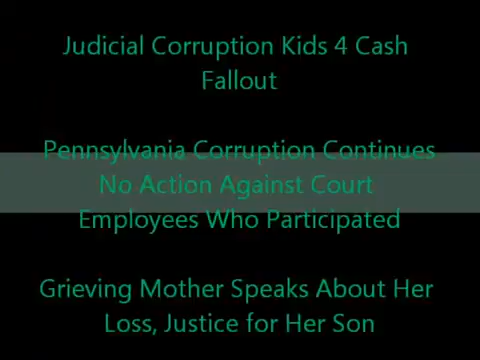 Judicial Corruption Kids 4 Cash
Fallout
Pennsylvania Corruption Continues
No Action Against Court
Employees Who Participated
Grieving Mother Speaks About Her
Loss, Justice for Her Son